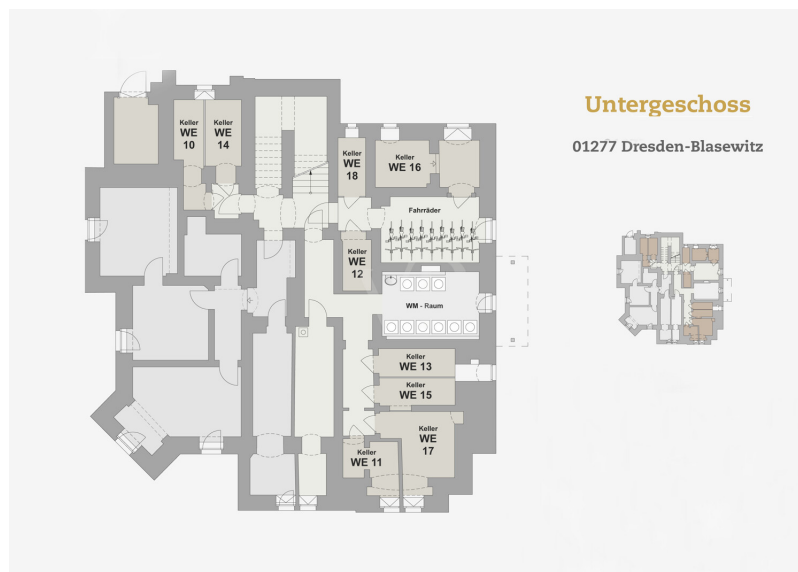 Untergeschoss
01277 Dresden-Blasewitz
Keller
WE
10
Keller
WE
14
Keller
WE
18
Keller
WE 16
Fahrräder
Keller
WE
12
WM - Raum
Keller
WE 13
Keller
WE 15
Keller
WE
17
Keller
WE 11